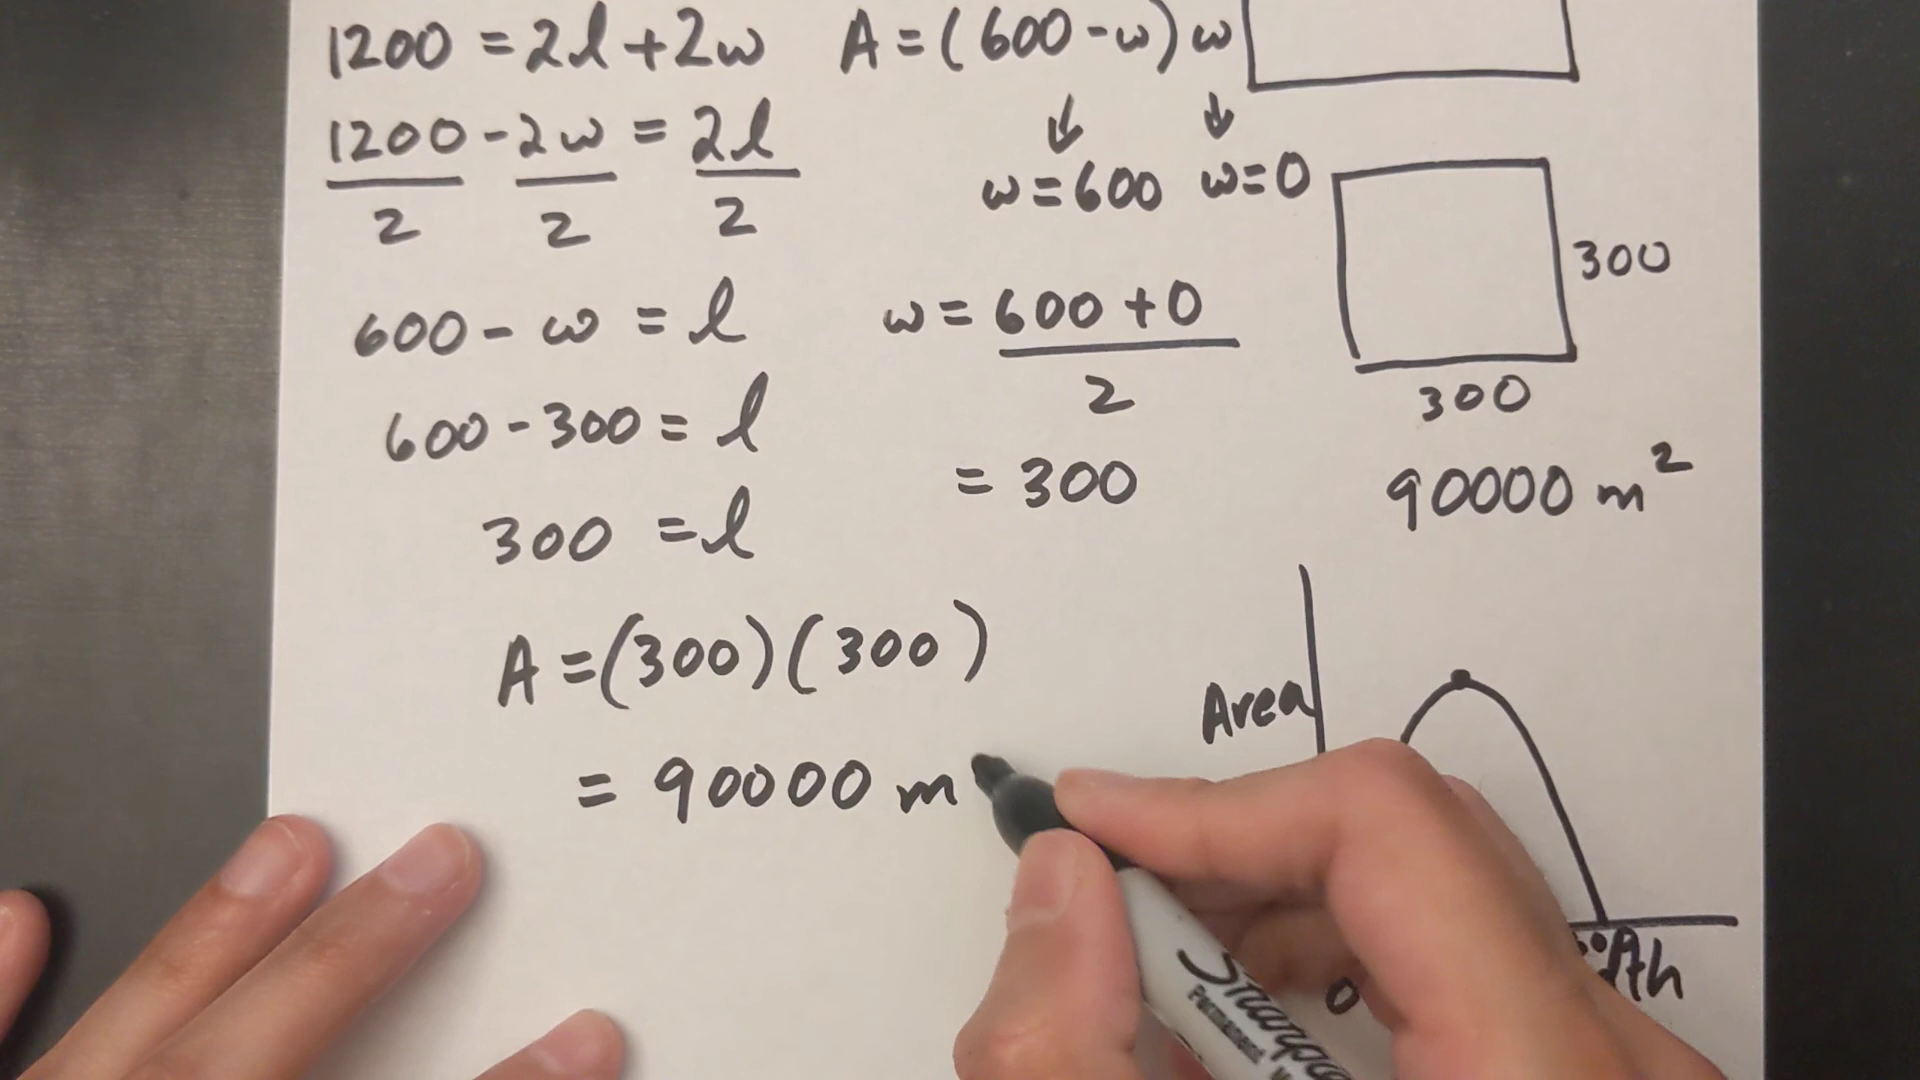 1200 = 2l + 2w
1200 - 2w = 2l
2 2 2
600 - w = l
600 - 300 = l
300 = l
A = (300)(300)
= 90000 m
A = (600 - w) w
w = 600 w = 0
w = 600 + 0
2
= 300
300
300
90000 m²
Area
0
Sharpie